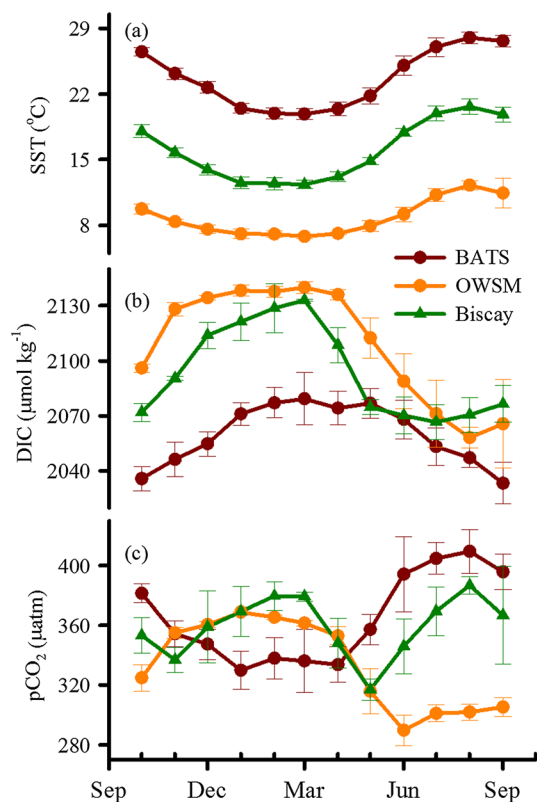 (a)
SST (°C)
29
22
15
8
BATS
OWSM
Biscay
(b)
DIC (μmol kg-1)
2130
2100
2070
2040
(c)
pCO2 (μatm)
400
360
320
280
Sep Dec Mar Jun Sep